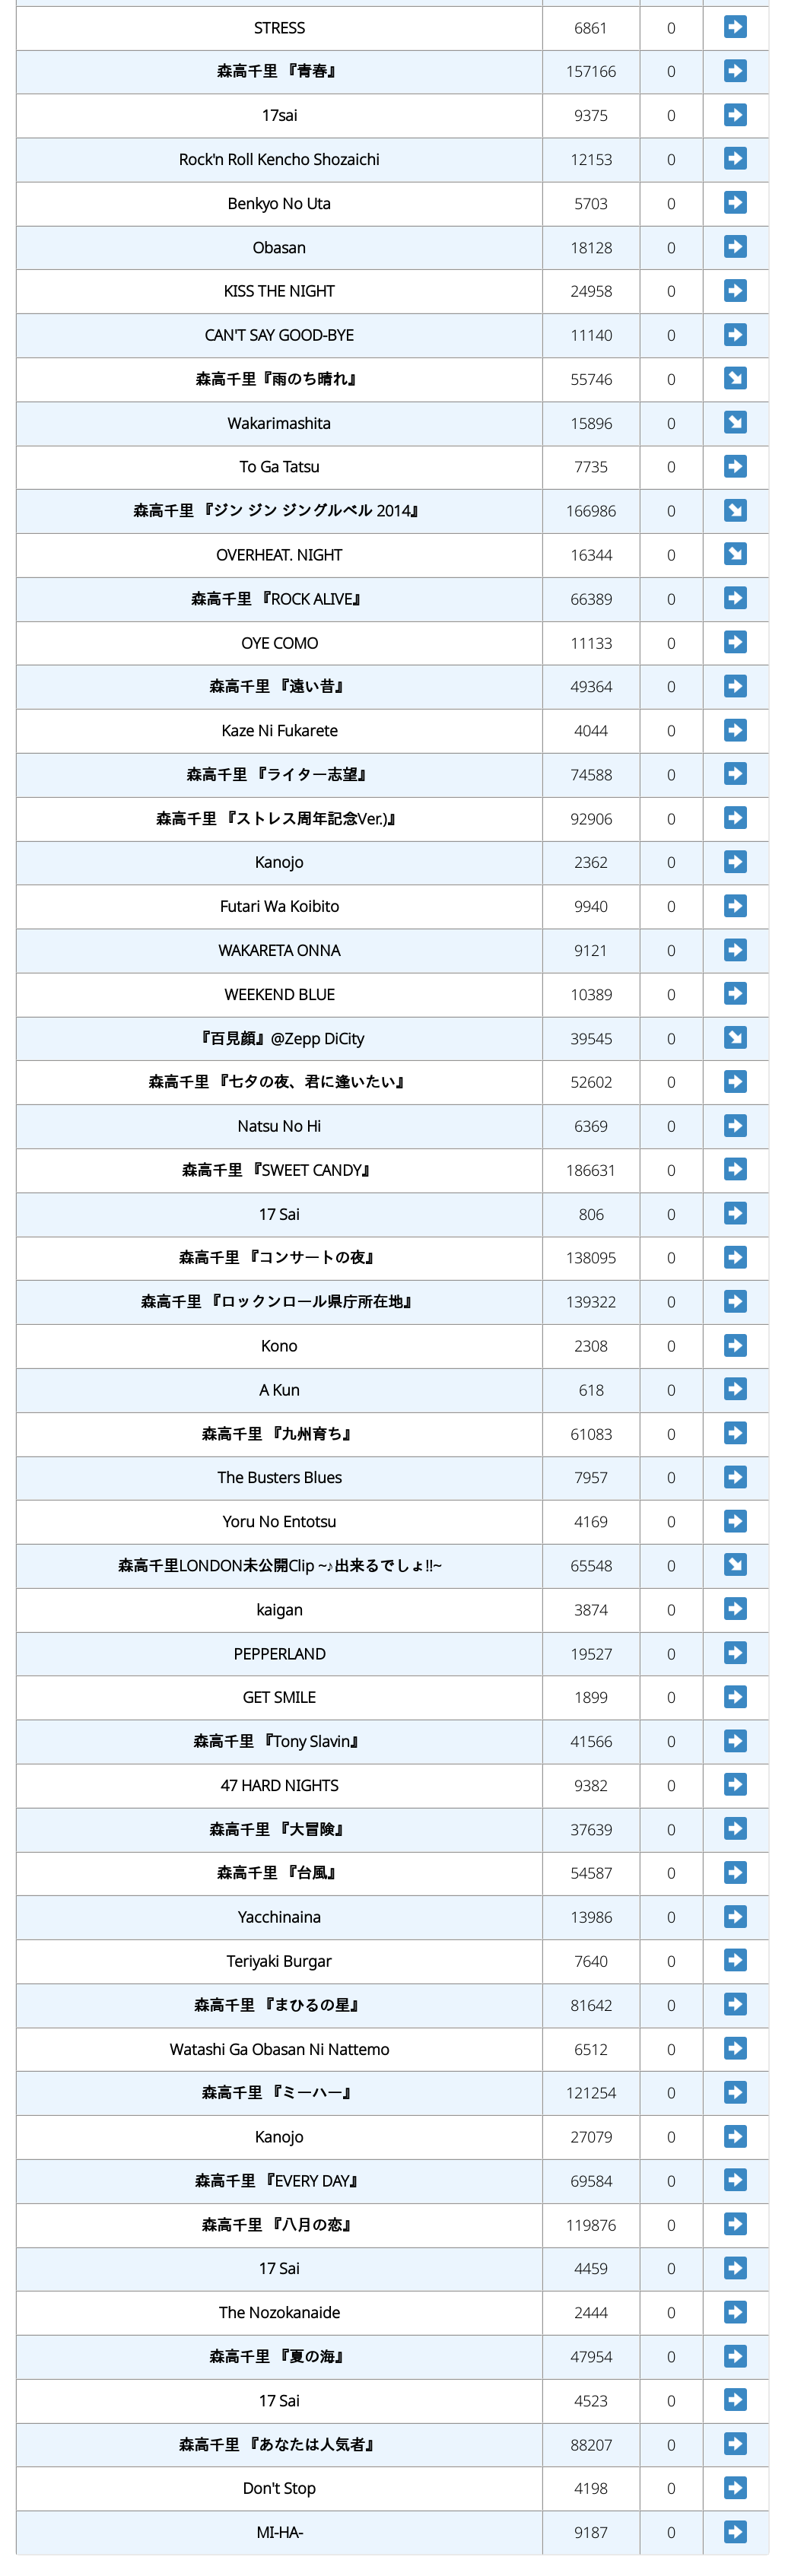 STRESS 6861 0
森高千里 『青春』 157166 0
17sai 9375 0
Rock'n Roll Kencho Shozaichi 12153 0
Benkyo No Uta 5703 0
Obasan 18128 0
KISS THE NIGHT 24958 0
CAN'T SAY GOOD-BYE 11140 0
森高千里『雨のち晴れ』 55746 0
Wakarimashita 15896 0
To Ga Tatsu 7735 0
森高千里 『ジン ジン ジングルベル 2014』 166986 0
OVERHEAT. NIGHT 16344 0
森高千里 『ROCK ALIVE』 66389 0
OYE COMO 11133 0
森高千里 『遠い昔』 49364 0
Kaze Ni Fukarete 4044 0
森高千里 『ライター志望』 74588 0
森高千里 『ストレス周年記念Ver.)』 92906 0
Kanojo 2362 0
Futari Wa Koibito 9940 0
WAKARETA ONNA 9121 0
WEEKEND BLUE 10389 0
『百見顔』@Zepp DiCity 39545 0
森高千里 『七夕の夜、君に逢いたい』 52602 0
Natsu No Hi 6369 0
森高千里 『SWEET CANDY』 186631 0
17 Sai 806 0
森高千里 『コンサートの夜』 138095 0
森高千里 『ロックンロール県庁所在地』 139322 0
Kono 2308 0
A Kun 618 0
森高千里 『九州育ち』 61083 0
The Busters Blues 7957 0
Yoru No Entotsu 4169 0
森高千里LONDON未公開Clip ~♪出来るでしょ!!~ 65548 0
kaigan 3874 0
PEPPERLAND 19527 0
GET SMILE 1899 0
森高千里 『Tony Slavin』 41566 0
47 HARD NIGHTS 9382 0
森高千里 『大冒険』 37639 0
森高千里 『台風』 54587 0
Yacchinaina 13986 0
Teriyaki Burgar 7640 0
森高千里 『まひるの星』 81642 0
Watashi Ga Obasan Ni Nattemo 6512 0
森高千里 『ミーハー』 121254 0
Kanojo 27079 0
森高千里 『EVERY DAY』 69584 0
森高千里 『八月の恋』 119876 0
17 Sai 4459 0
The Nozokanaide 2444 0
森高千里 『夏の海』 47954 0
17 Sai 4523 0
森高千里 『あなたは人気者』 88207 0
Don't Stop 4198 0
MI-HA- 9187 0